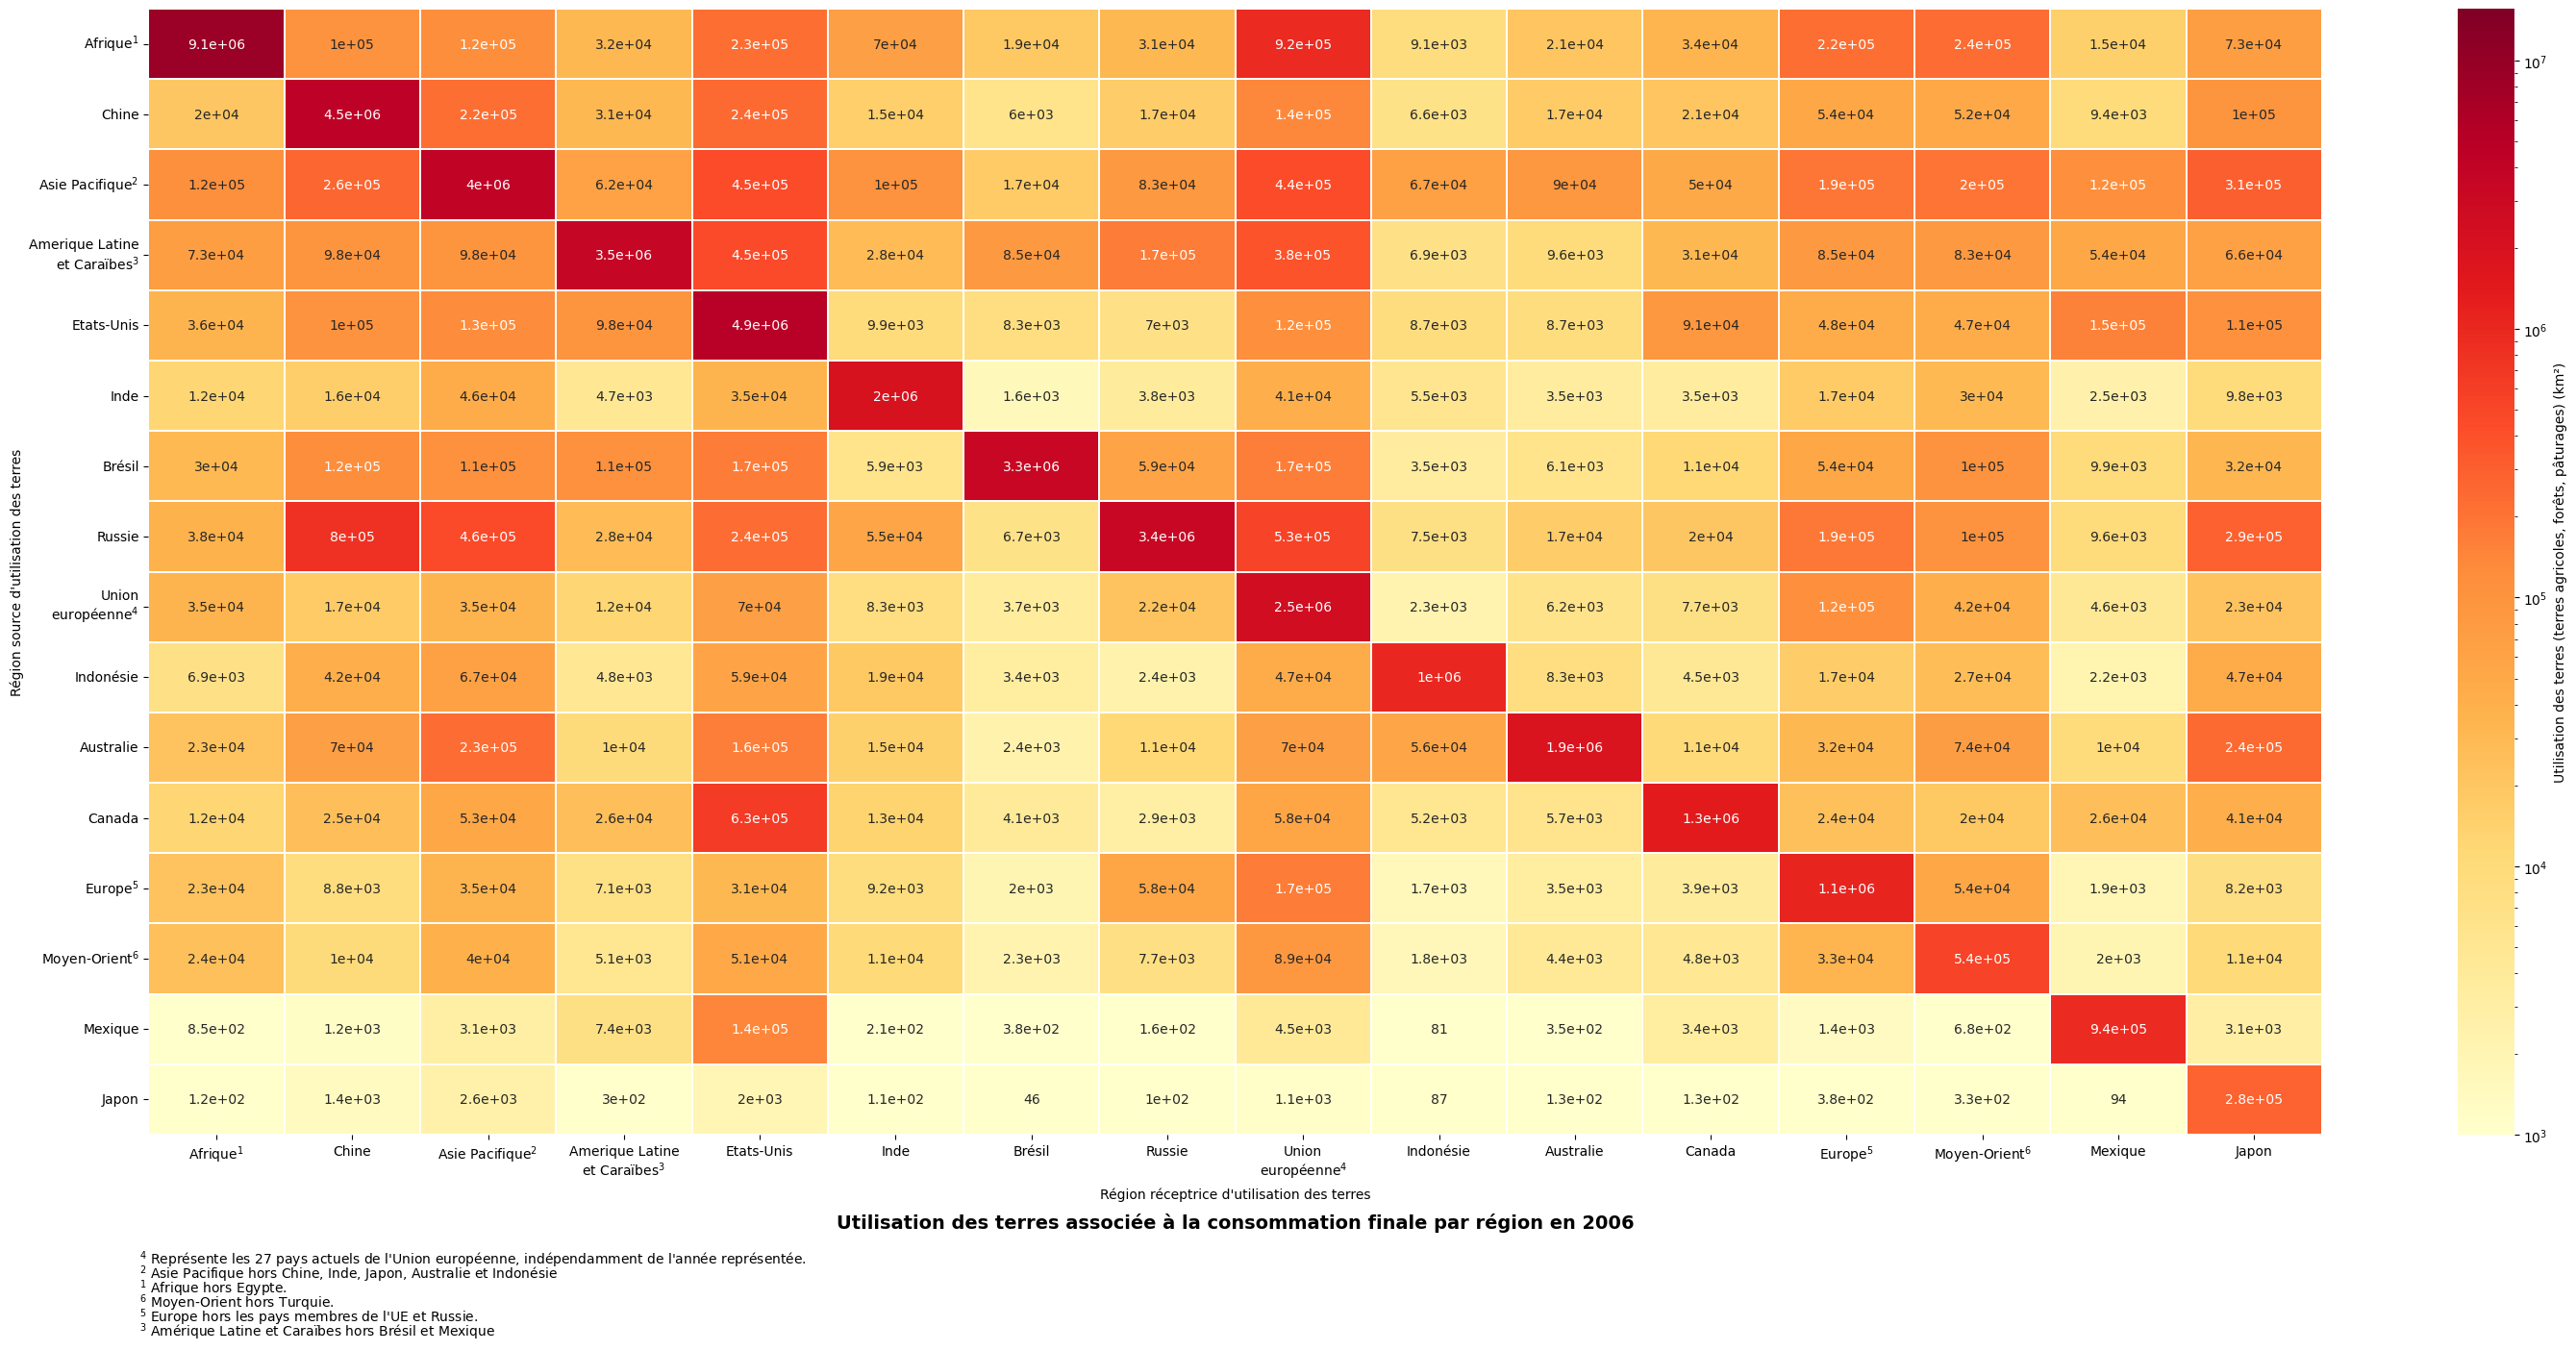 Afrique¹ 9.1e+06 1e+05 1.2e+05 3.2e+04 2.3e+05 7e+04 1.9e+04 3.1e+04 9.2e+05 9.1e+03 2.1e+04 3.4e+04 2.2e+05 2.4e+05 1.5e+04 7.3e+04
Chine 2e+04 4.5e+06 2.2e+05 3.1e+04 2.4e+05 1.5e+04 6e+03 1.7e+04 1.4e+05 6.6e+03 1.7e+04 2.1e+04 5.4e+04 5.2e+04 9.4e+03 1e+05
Asie Pacifique² 1.2e+05 2.6e+05 4e+06 6.2e+04 4.5e+05 1e+05 1.7e+04 8.3e+04 4.4e+05 6.7e+04 9e+04 5e+04 1.9e+05 2e+05 1.2e+05 3.1e+05
Amerique Latine
et Caraïbes³ 7.3e+04 9.8e+04 9.8e+04 3.5e+06 4.5e+05 2.8e+04 8.5e+04 1.7e+05 3.8e+05 6.9e+03 9.6e+03 3.1e+04 8.5e+04 8.3e+04 5.4e+04 6.6e+04
Etats-Unis 3.6e+04 1e+05 1.3e+05 9.8e+04 4.9e+06 9.9e+03 8.3e+03 7e+03 1.2e+05 8.7e+03 8.7e+03 9.1e+04 4.8e+04 4.7e+04 1.5e+05 1.1e+05
Inde 1.2e+04 1.6e+04 4.6e+04 4.7e+03 3.5e+04 2e+06 1.6e+03 3.8e+03 4.1e+04 5.5e+03 3.5e+03 3.5e+03 1.7e+04 3e+04 2.5e+03 9.8e+03
Brésil 3e+04 1.2e+05 1.1e+05 1.1e+05 1.7e+05 5.9e+03 3.3e+06 5.9e+04 1.7e+05 3.5e+03 6.1e+03 1.1e+04 5.4e+04 1e+05 9.9e+03 3.2e+04
Russie 3.8e+04 8e+05 4.6e+05 2.8e+04 2.4e+05 5.5e+04 6.7e+03 3.4e+06 5.3e+05 7.5e+03 1.7e+04 2e+04 1.9e+05 1e+05 9.6e+03 2.9e+05
Union
européenne⁴ 3.5e+04 1.7e+04 3.5e+04 1.2e+04 7e+04 8.3e+03 3.7e+03 2.2e+04 2.5e+06 2.3e+03 6.2e+03 7.7e+03 1.2e+05 4.2e+04 4.6e+03 2.3e+04
Indonésie 6.9e+03 4.2e+04 6.7e+04 4.8e+03 5.9e+04 1.9e+04 3.4e+03 2.4e+03 4.7e+04 1e+06 8.3e+03 4.5e+03 1.7e+04 2.7e+04 2.2e+03 4.7e+04
Australie 2.3e+04 7e+04 2.3e+05 1e+04 1.6e+05 1.5e+04 2.4e+03 1.1e+04 7e+04 5.6e+04 1.9e+06 1.1e+04 3.2e+04 7.4e+04 1e+04 2.4e+05
Canada 1.2e+04 2.5e+04 5.3e+04 2.6e+04 6.3e+05 1.3e+04 4.1e+03 2.9e+03 5.8e+04 5.2e+03 5.7e+03 1.3e+06 2.4e+04 2e+04 2.6e+04 4.1e+04
Europe⁵ 2.3e+04 8.8e+03 3.5e+04 7.1e+03 3.1e+04 9.2e+03 2e+03 5.8e+04 1.7e+05 1.7e+03 3.5e+03 3.9e+03 1.1e+06 5.4e+04 1.9e+03 8.2e+03
Moyen-Orient⁶ 2.4e+04 1e+04 4e+04 5.1e+03 5.1e+04 1.1e+04 2.3e+03 7.7e+03 8.9e+04 1.8e+03 4.4e+03 4.8e+03 3.3e+04 5.4e+05 2e+03 1.1e+04
Mexique 8.5e+02 1.2e+03 3.1e+03 7.4e+03 1.4e+05 2.1e+02 3.8e+02 1.6e+02 4.5e+03 81 3.5e+02 3.4e+03 1.4e+03 6.8e+02 9.4e+05 3.1e+03
Japon 1.2e+02 1.4e+03 2.6e+03 3e+02 2e+03 1.1e+02 46 1e+02 1.1e+03 87 1.3e+02 1.3e+02 3.8e+02 3.3e+02 94 2.8e+05
Afrique¹ Chine Asie Pacifique² Amerique Latine Etats-Unis Inde Brésil Russie Union Indonésie Australie Canada Europe⁵ Moyen-Orient⁶ Mexique Japon
et Caraïbes³ européenne⁴
Région source d'utilisation des terres
Région réceptrice d'utilisation des terres
10⁷
10⁶
10⁵
10⁴
10³
Utilisation des terres (terres agricoles, forêts, pâturages) (km²)
Utilisation des terres associée à la consommation finale par région en 2006
⁴ Représente les 27 pays actuels de l'Union européenne, indépendamment de l'année représentée.
² Asie Pacifique hors Chine, Inde, Japon, Australie et Indonésie
¹ Afrique hors Egypte.
⁶ Moyen-Orient hors Turquie.
⁵ Europe hors les pays membres de l'UE et Russie.
³ Amérique Latine et Caraïbes hors Brésil et Mexique